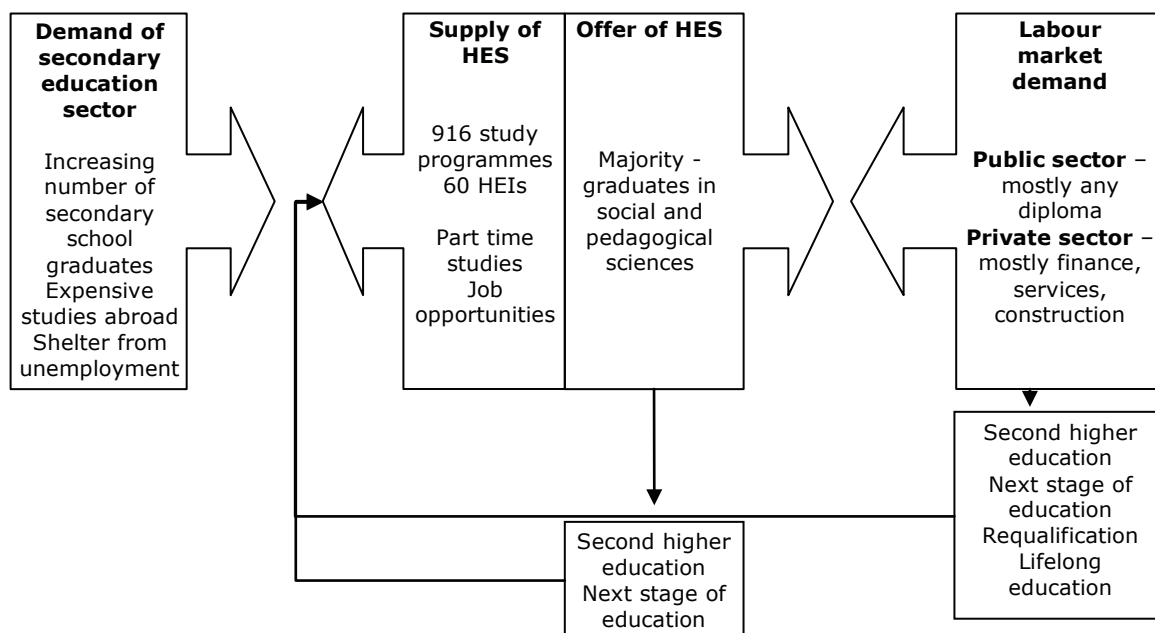 Demand of
secondary
education
sector
Increasing
number of
secondary
school
graduates
Expensive
studies abroad
Shelter from
unemployment
Supply of
HES
916 study
programmes
60 HEIs
Part time
studies
Job
opportunities
Offer of HES
Majority -
graduates in
social and
pedagogical
sciences
Labour
market
demand
Public sector –
mostly any
diploma
Private sector –
mostly finance,
services,
construction
Second higher
education
Next stage of
education
Requalification
Lifelong
education
Second higher
education
Next stage of
education